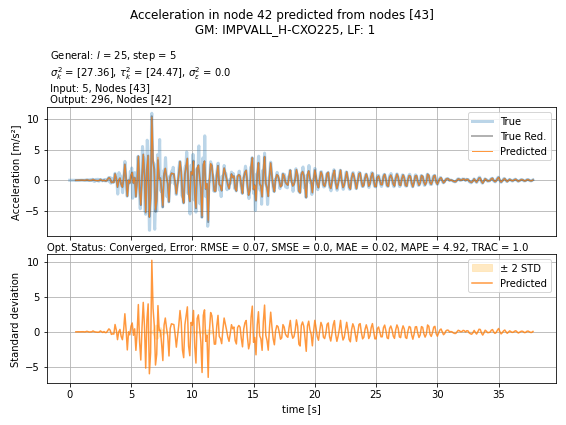 Acceleration in node 42 predicted from nodes [43]
GM: IMPVALL_H-CXO225, LF: 1
General: l = 25, step = 5
σ²ₖ = [27.36], τ²ₖ = [24.47], σ²_ε = 0.0
Input: 5, Nodes [43]
Output: 296, Nodes [42]
True
True Red.
Predicted
Acceleration [m/s²]
10
5
0
−5
Opt. Status: Converged, Error: RMSE = 0.07, SMSE = 0.0, MAE = 0.02, MAPE = 4.92, TRAC = 1.0
± 2 STD
Predicted
Standard deviation
10
5
0
−5
0 5 10 15 20 25 30 35
time [s]